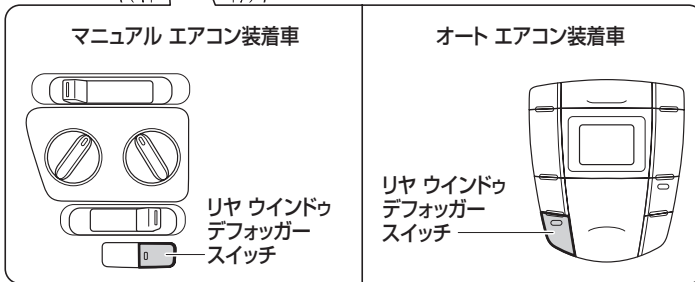 マニュアル エアコン装着車
リヤ ウインドゥ
デフォッガー
スイッチ
オート エアコン装着車
リヤ ウインドゥ
デフォッガー
スイッチ